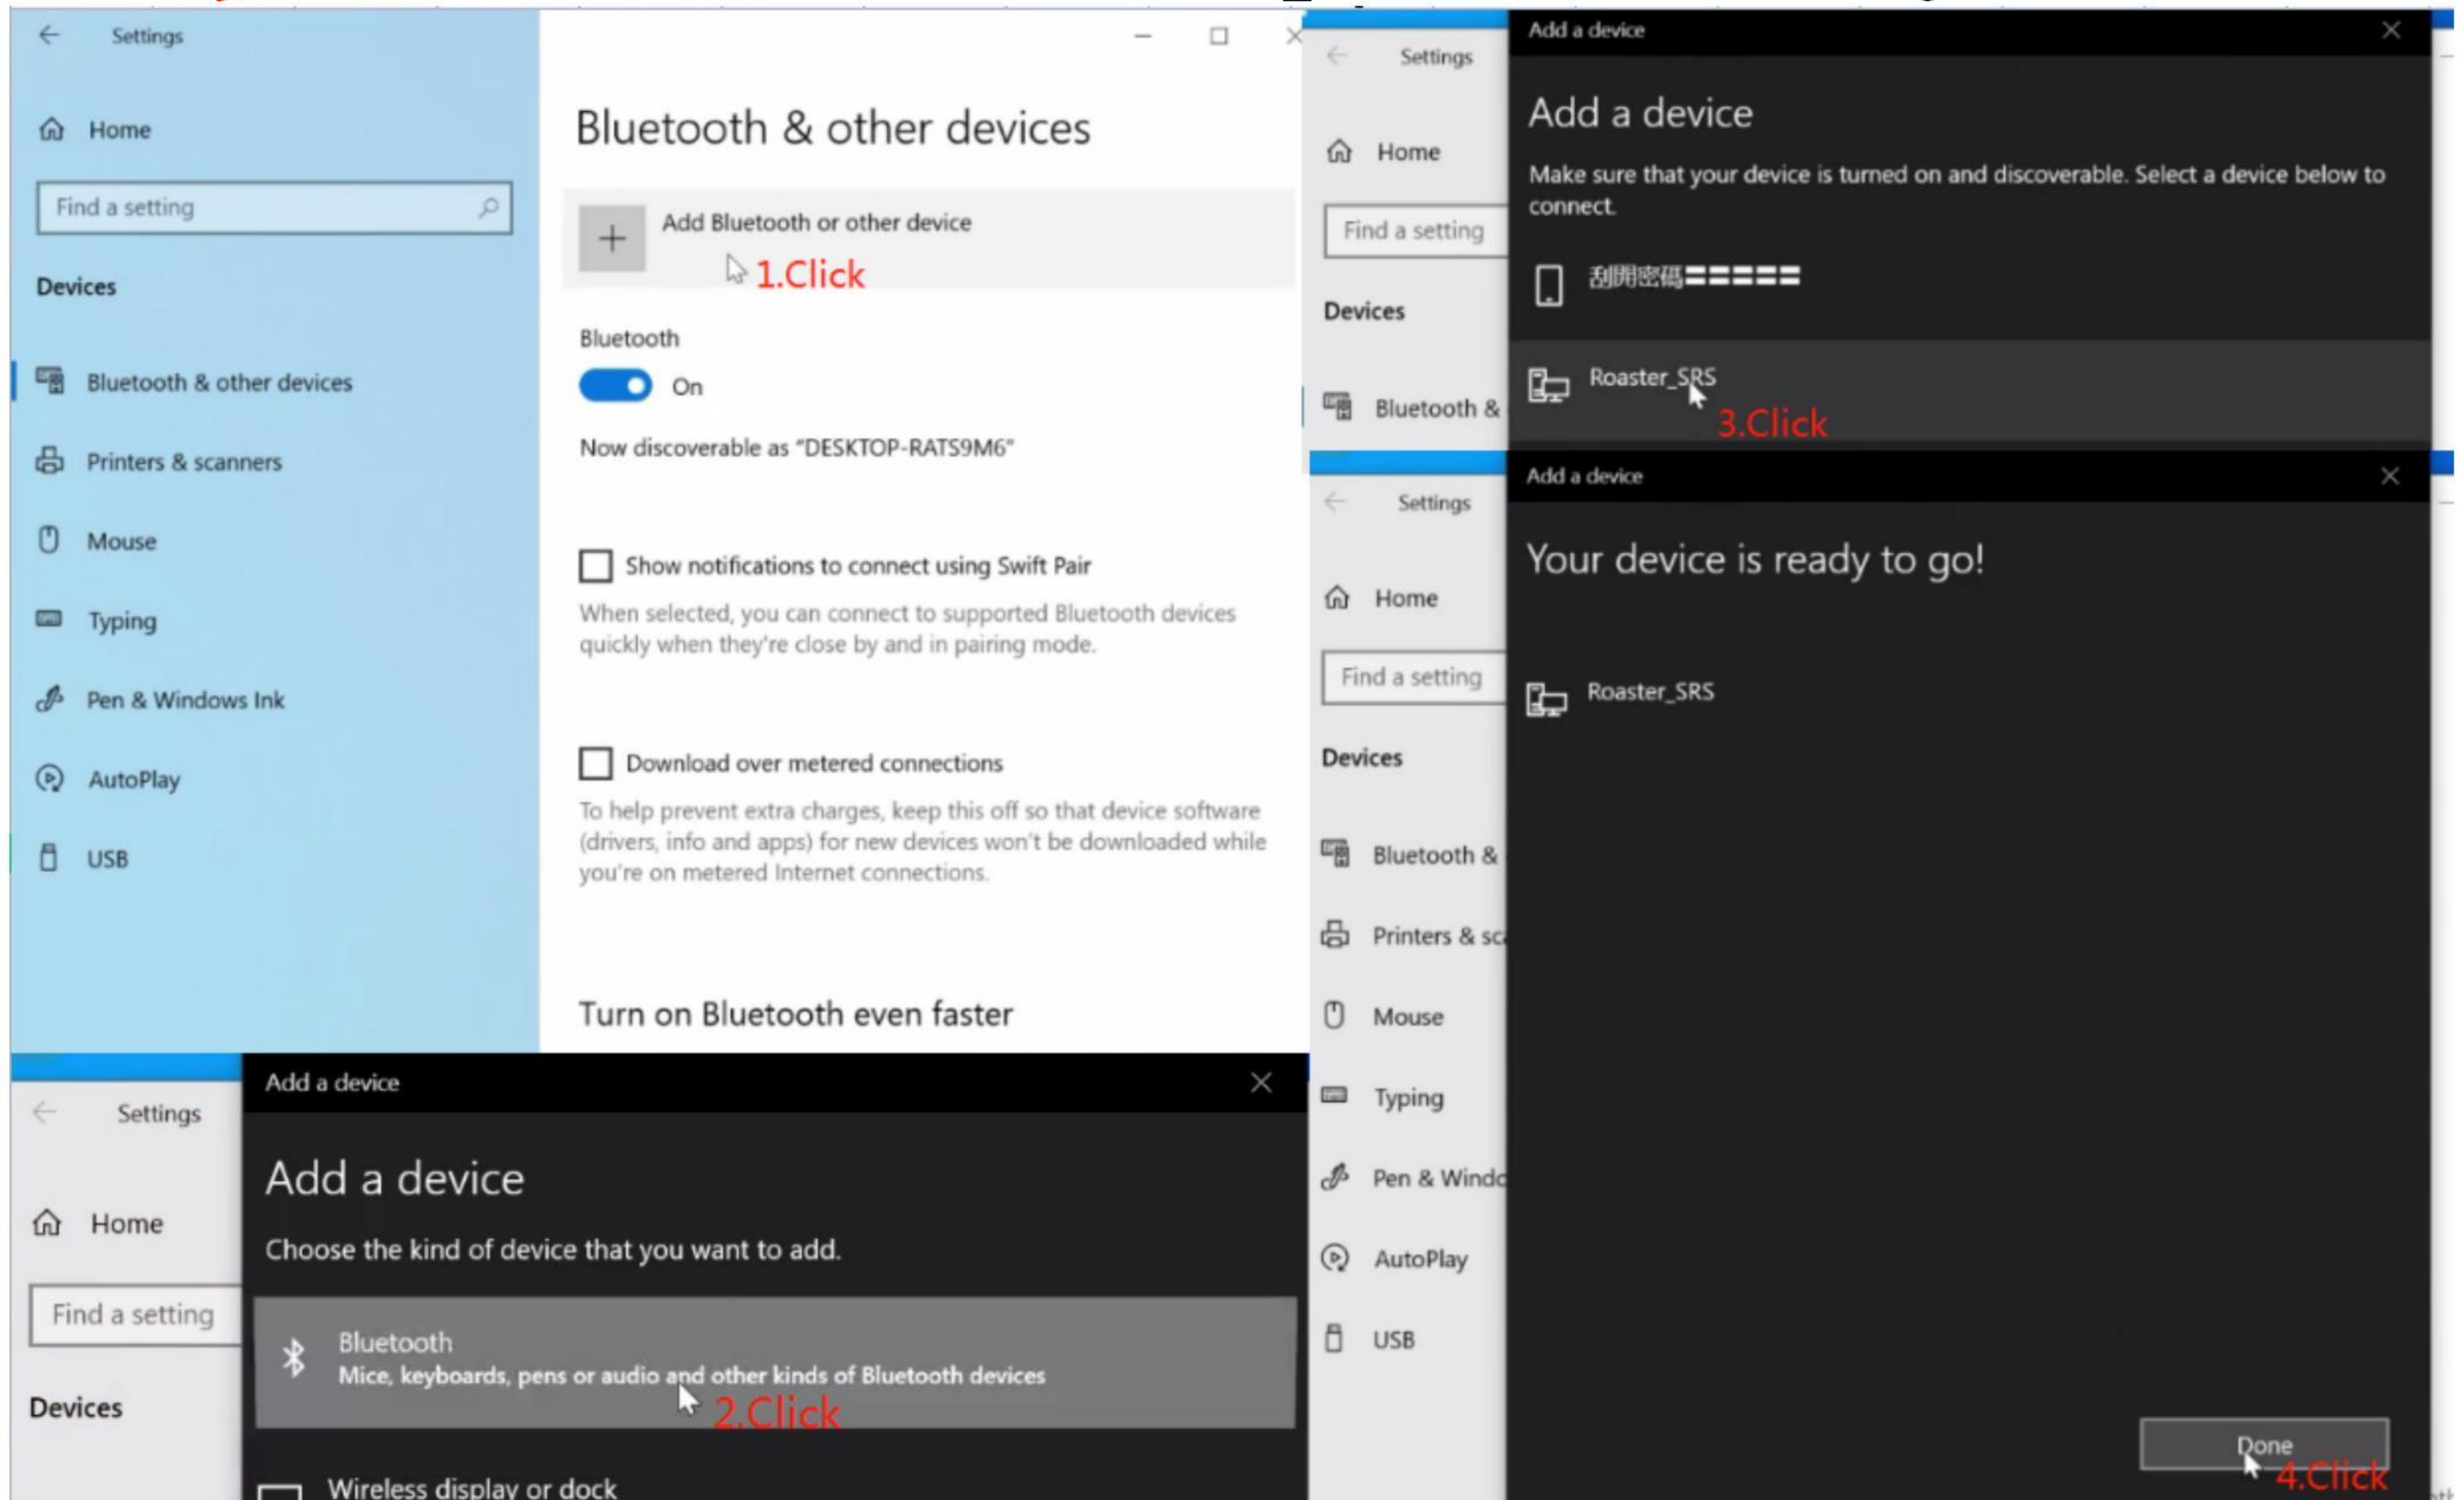 Settings
Home
Find a setting
Devices
Bluetooth & other devices
Printers & scanners
Mouse
Typing
Pen & Windows Ink
AutoPlay
USB
Bluetooth & other devices
Add Bluetooth or other device
1.Click
Bluetooth
On
Now discoverable as "DESKTOP-RATS9M6"
Show notifications to connect using Swift Pair
When selected, you can connect to supported Bluetooth devices
quickly when they're close by and in pairing mode.
Download over metered connections
To help prevent extra charges, keep this off so that device software
(drivers, info and apps) for new devices won't be downloaded while
you're on metered Internet connections.
Turn on Bluetooth even faster
Settings
Home
Find a setting
Devices
Add a device
Add a device
Choose the kind of device that you want to add.
Bluetooth
Mice, keyboards, pens or audio and other kinds of Bluetooth devices
2.Click
Wireless display or dock
Settings
Home
Find a setting
Devices
Bluetooth &
Add a device
Add a device
Make sure that your device is turned on and discoverable. Select a device below to
connect.
刮開密碼〓〓〓〓〓
Roaster_SRS
3.Click
Settings
Home
Find a setting
Devices
Bluetooth &
Printers & sc
Mouse
Typing
Pen & Windo
AutoPlay
USB
Add a device
Your device is ready to go!
Roaster_SRS
Done
4.Click